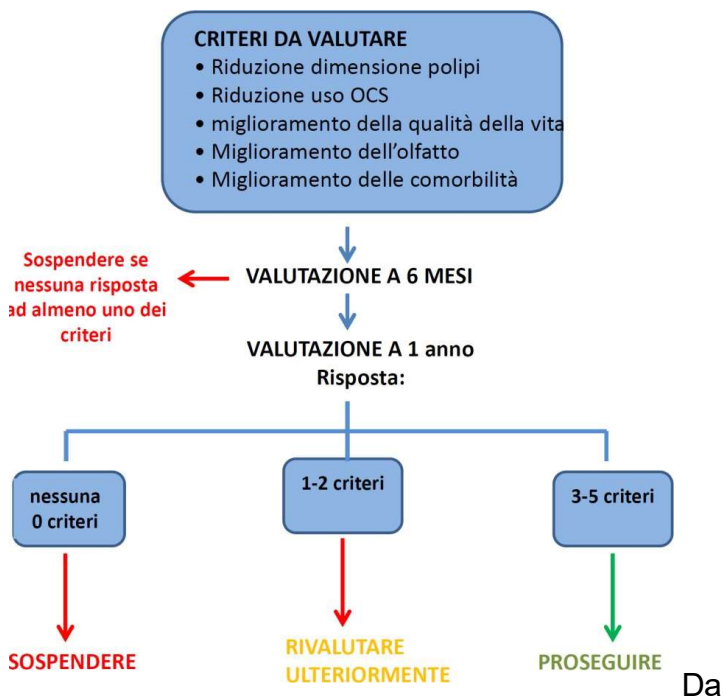 CRITERI DA VALUTARE
• Riduzione dimensione polipi
• Riduzione uso OCS
• miglioramento della qualità della vita
• Miglioramento dell'olfatto
• Miglioramento delle comorbilità
Sospendere se
nessuna risposta
ad almeno uno dei
criteri
VALUTAZIONE A 6 MESI
VALUTAZIONE A 1 anno
Risposta:
nessuna
0 criteri
1-2 criteri
3-5 criteri
SOSPENDERE
RIVALUTARE
ULTERIORMENTE
PROSEGUIRE
Da